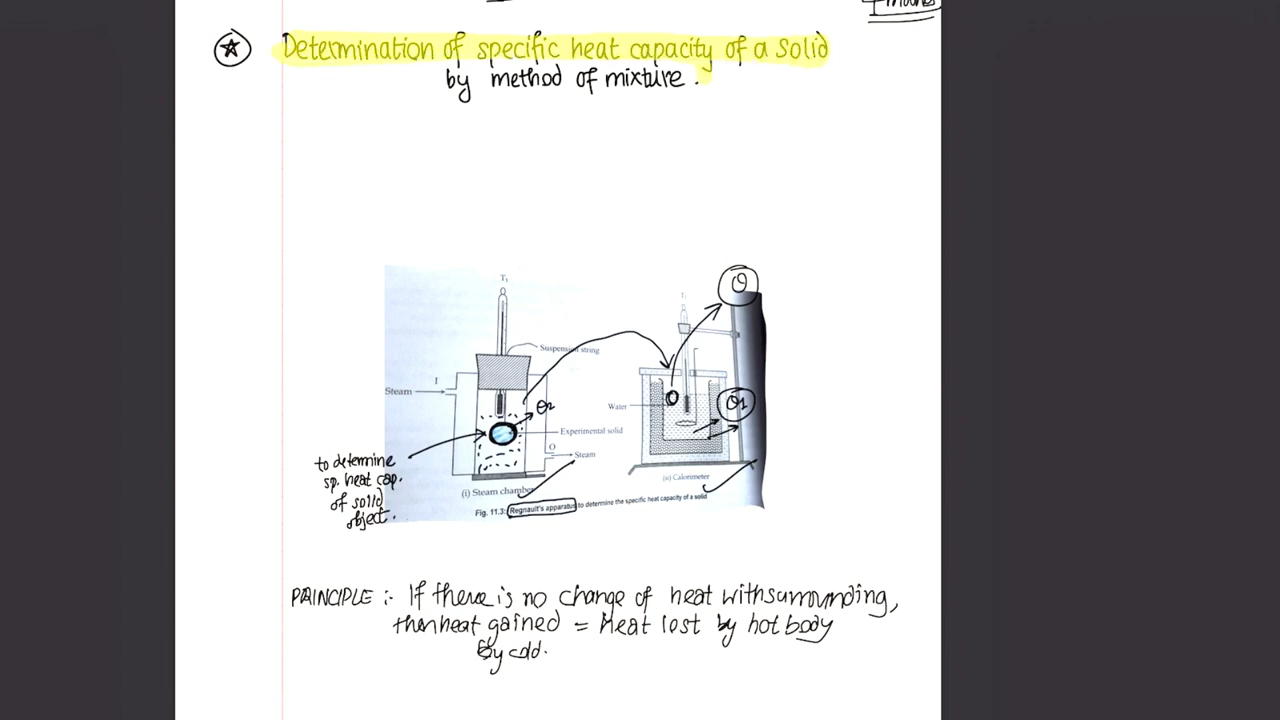 Determination of specific heat capacity of a solid
by method of mixture.
T₁
Suspension string
Steam
I
θ₂
Experimental solid
O
Steam
(i) Steam chamber
to determine
sp. heat cap.
of solid
object.
θ
Water
θ
θ₁
(ii) Calorimeter
Fig. 11.3: Regnault's apparatus to determine the specific heat capacity of a solid
PRINCIPLE :- If there is no change of heat with surrounding,
then heat gained = Heat lost by hot body
by cold.